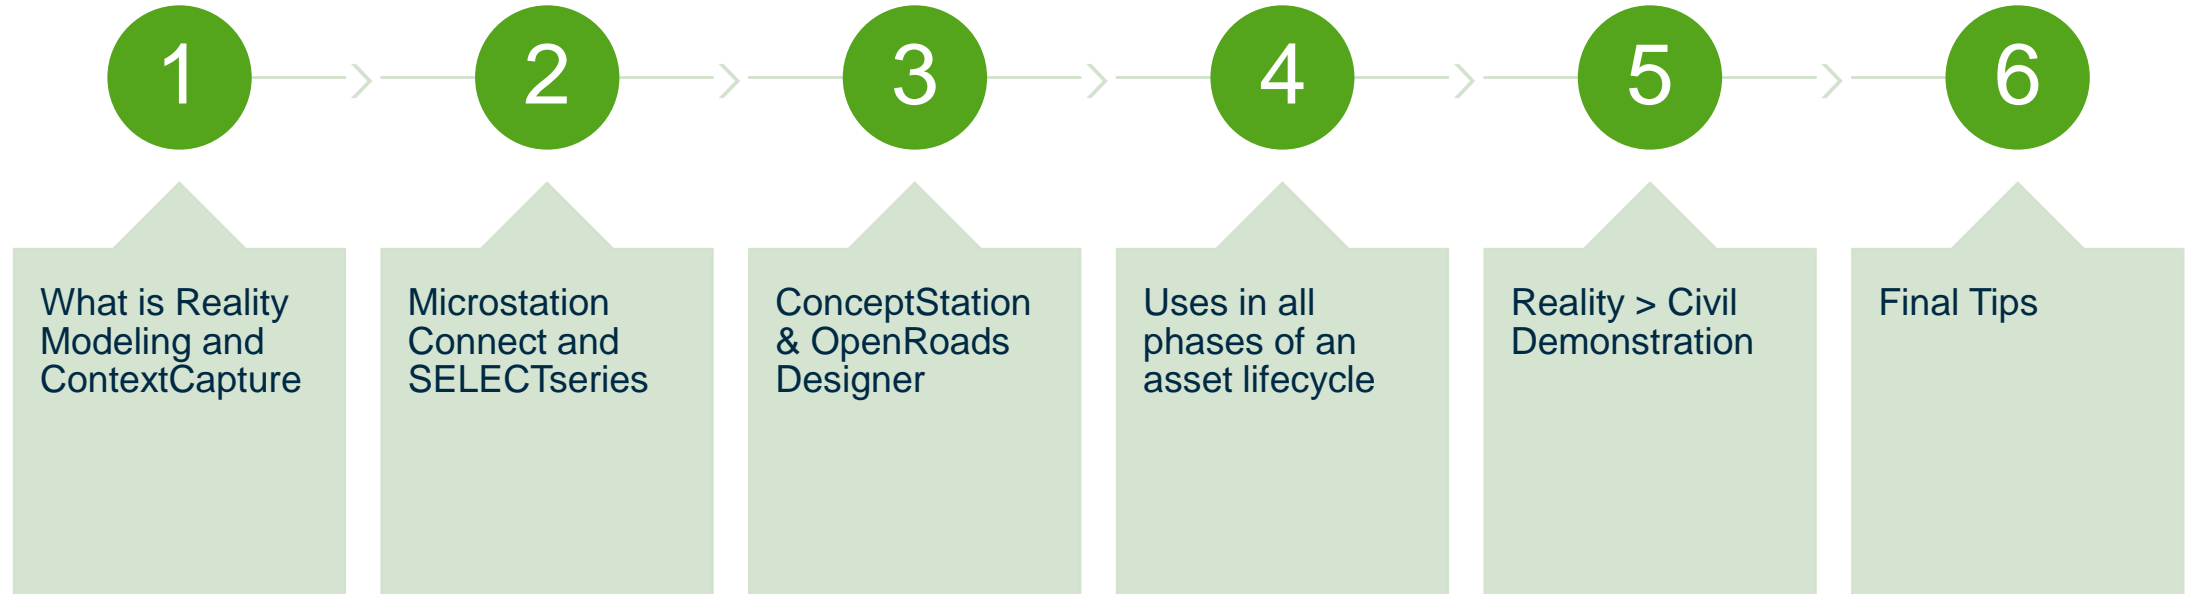 1
2
3
4
5
6
What is Reality
Modeling and
ContextCapture
Microstation
Connect and
SELECTseries
ConceptStation
& OpenRoads
Designer
Uses in all
phases of an
asset lifecycle
Reality > Civil
Demonstration
Final Tips